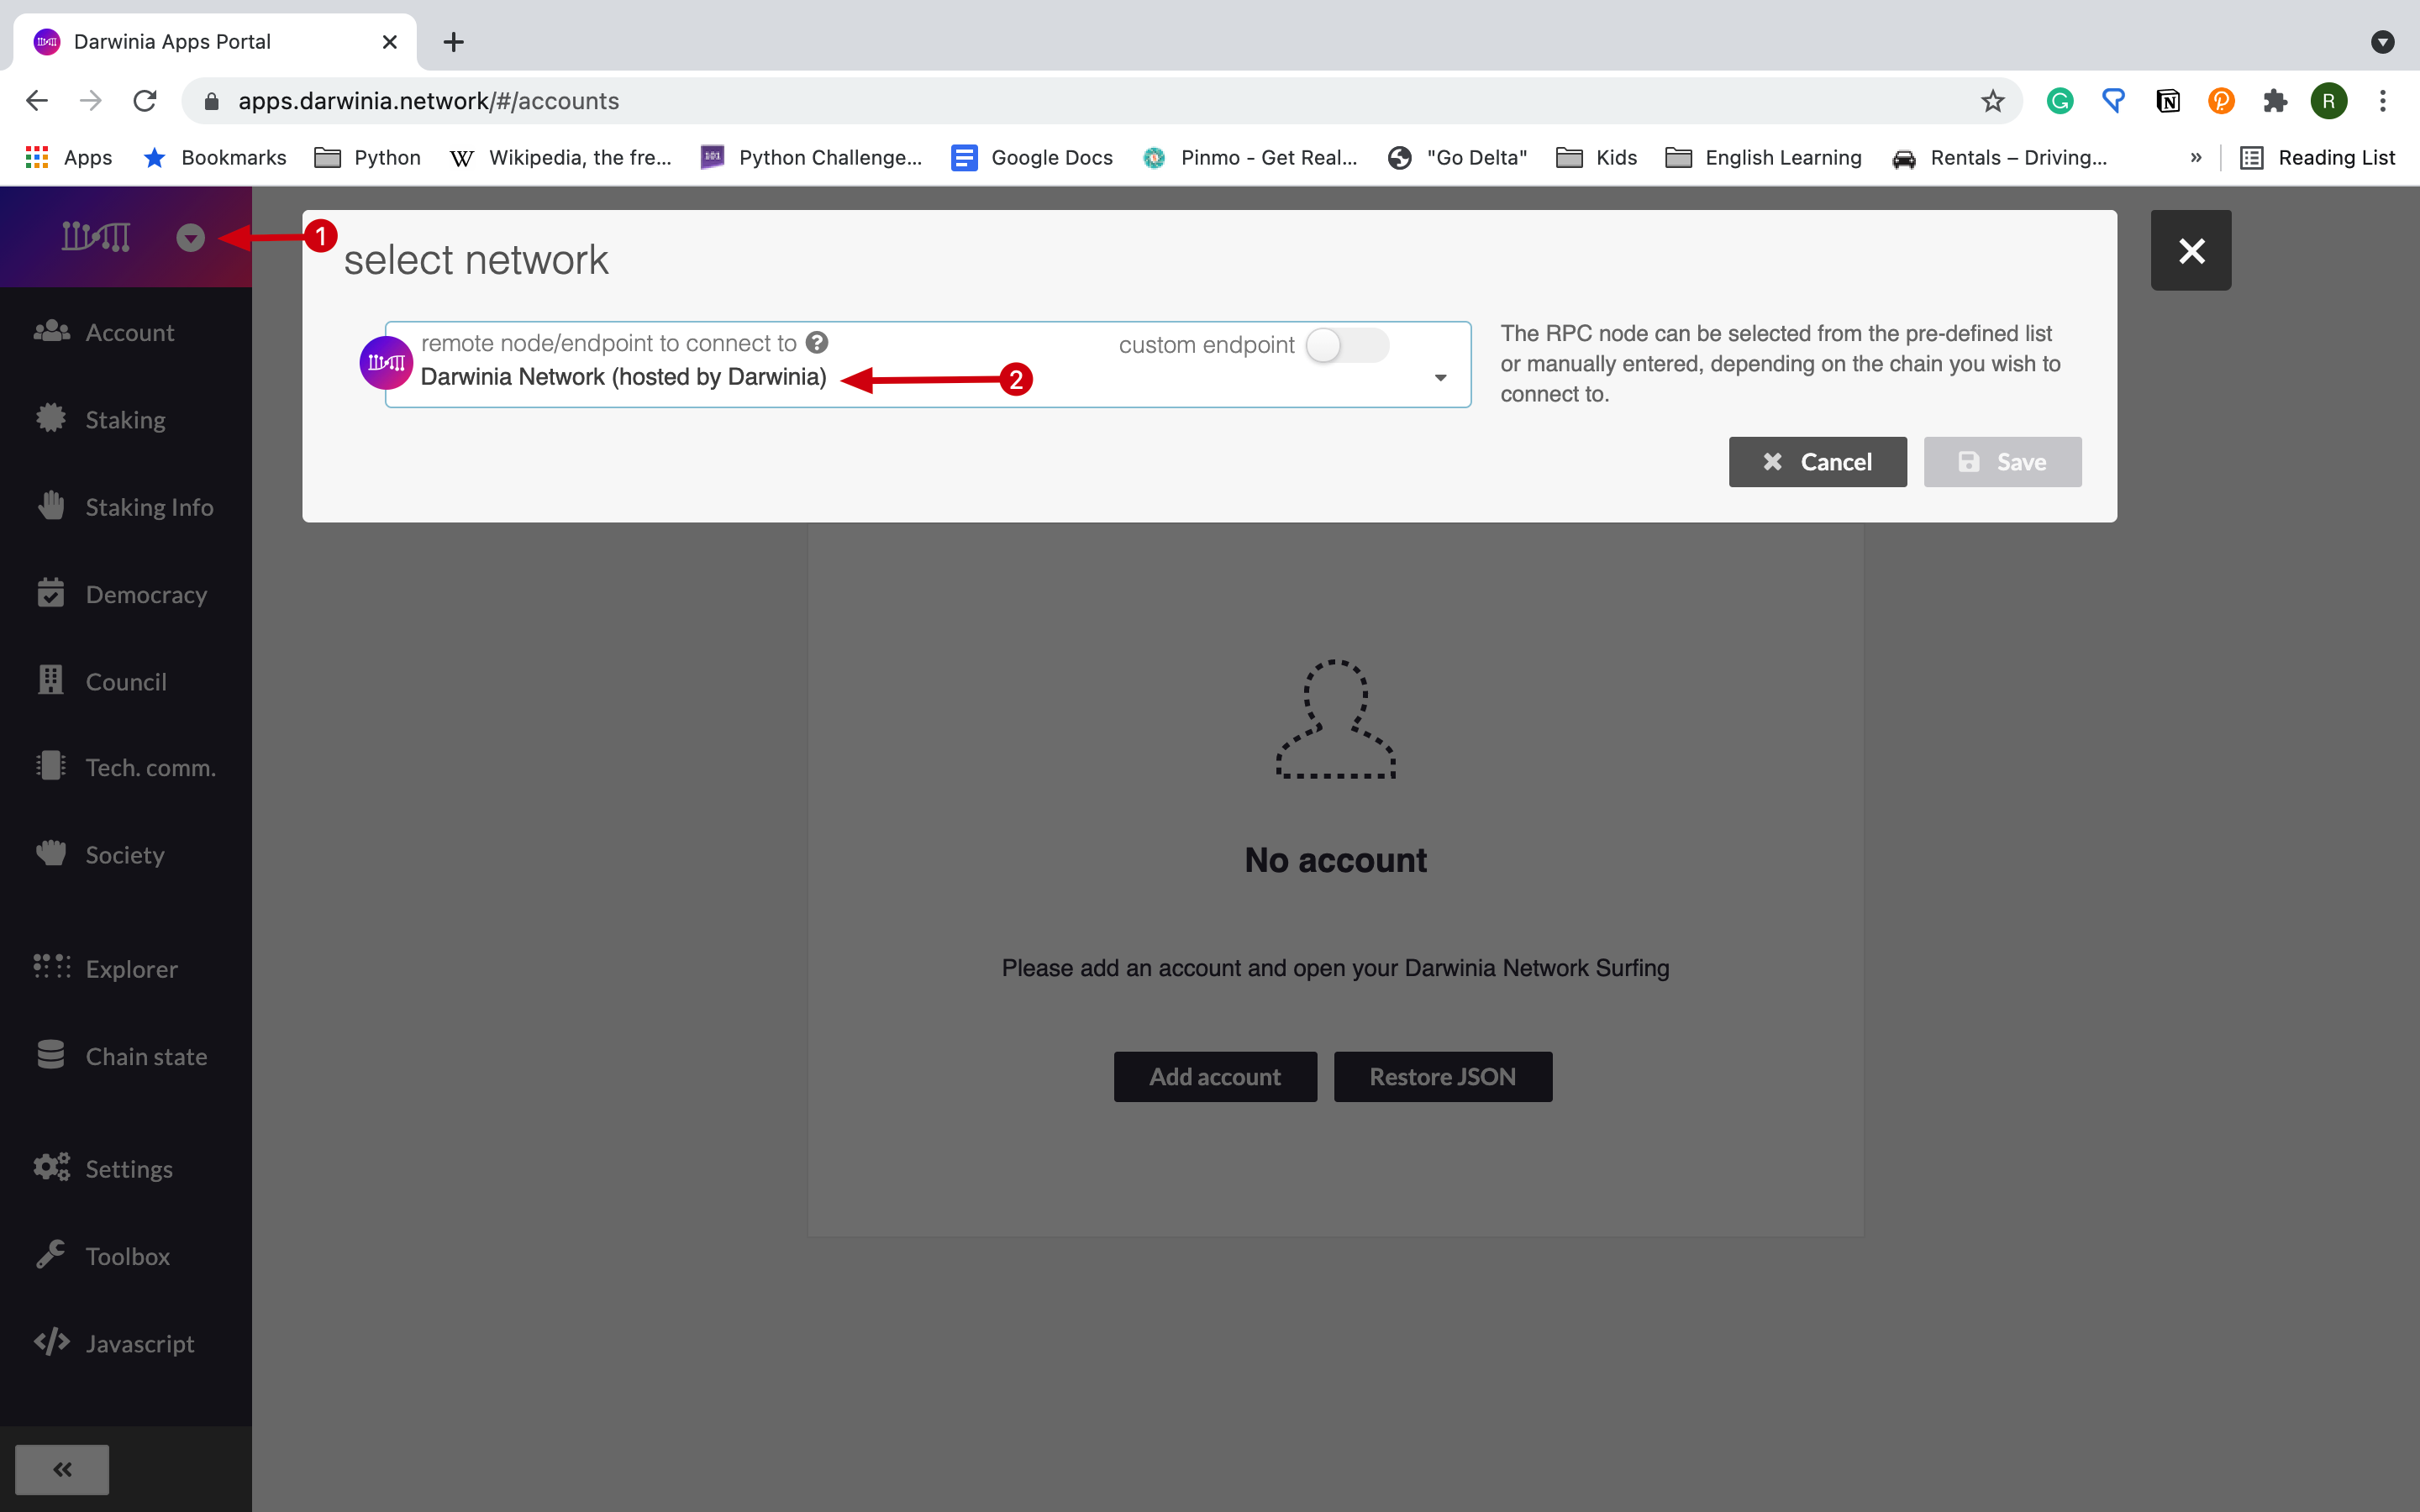 Darwinia Apps Portal
apps.darwinia.network/#/accounts
R
Apps
Bookmarks
Python
Wikipedia, the fre...
Python Challenge...
Google Docs
Pinmo - Get Real...
"Go Delta"
Kids
English Learning
Rentals – Driving...
»
Reading List
1
select network
remote node/endpoint to connect to
custom endpoint
Darwinia Network (hosted by Darwinia)
2
The RPC node can be selected from the pre-defined list
or manually entered, depending on the chain you wish to
connect to.
Cancel
Save
Account
Staking
Staking Info
Democracy
Council
Tech. comm.
Society
Explorer
Chain state
Settings
Toolbox
Javascript
No account
Please add an account and open your Darwinia Network Surfing
Add account
Restore JSON